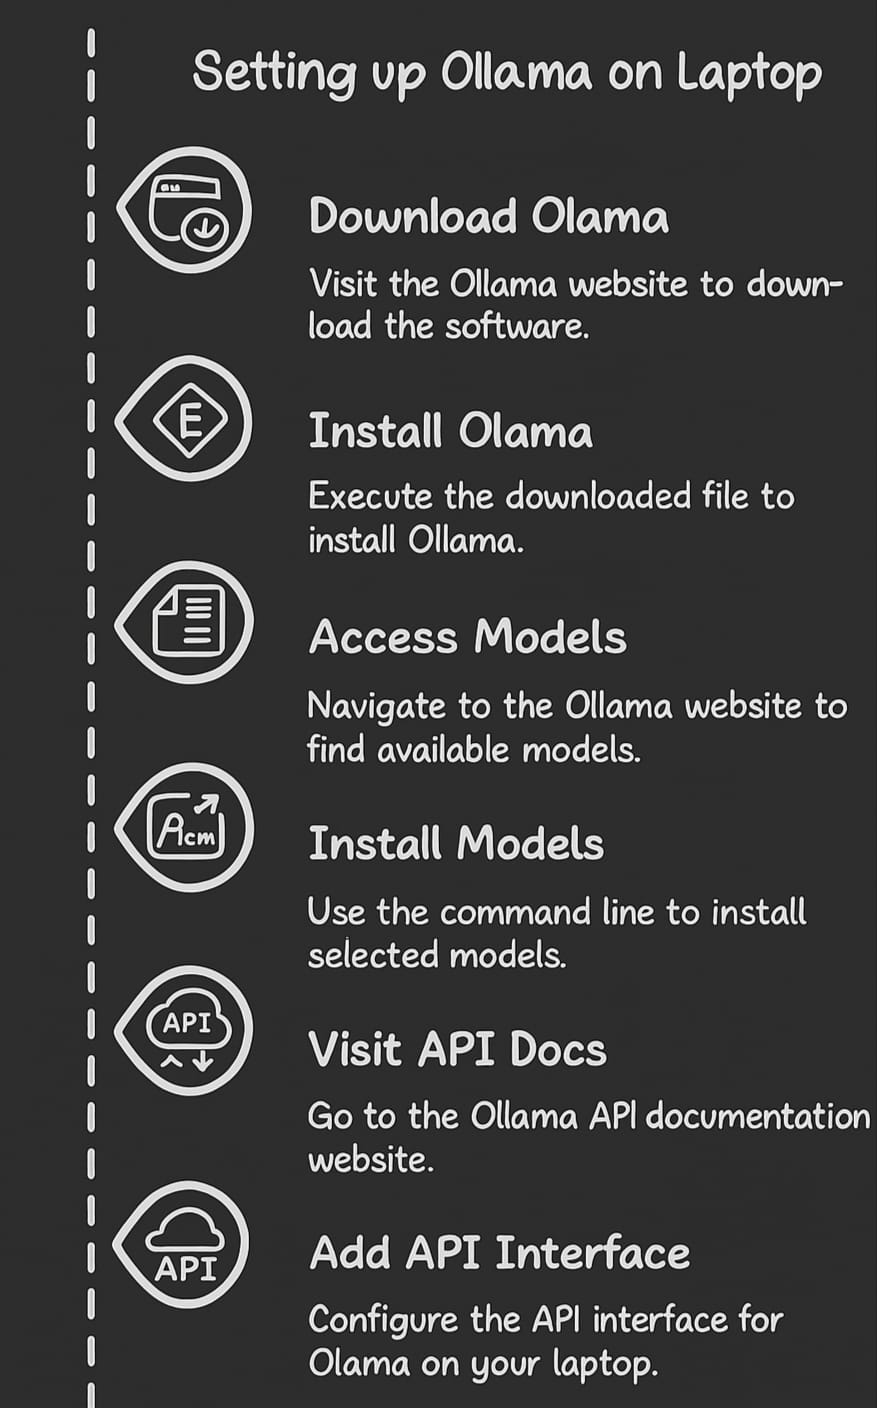 Setting up Ollama on Laptop
Download Olama
Visit the Ollama website to down-
load the software.
E
Install Olama
Execute the downloaded file to
install Ollama.
Access Models
Navigate to the Ollama website to
find available models.
Acm
Install Models
Use the command line to install
selected models.
API
Visit API Docs
Go to the Ollama API documentation
website.
API
Add API Interface
Configure the API interface for
Olama on your laptop.